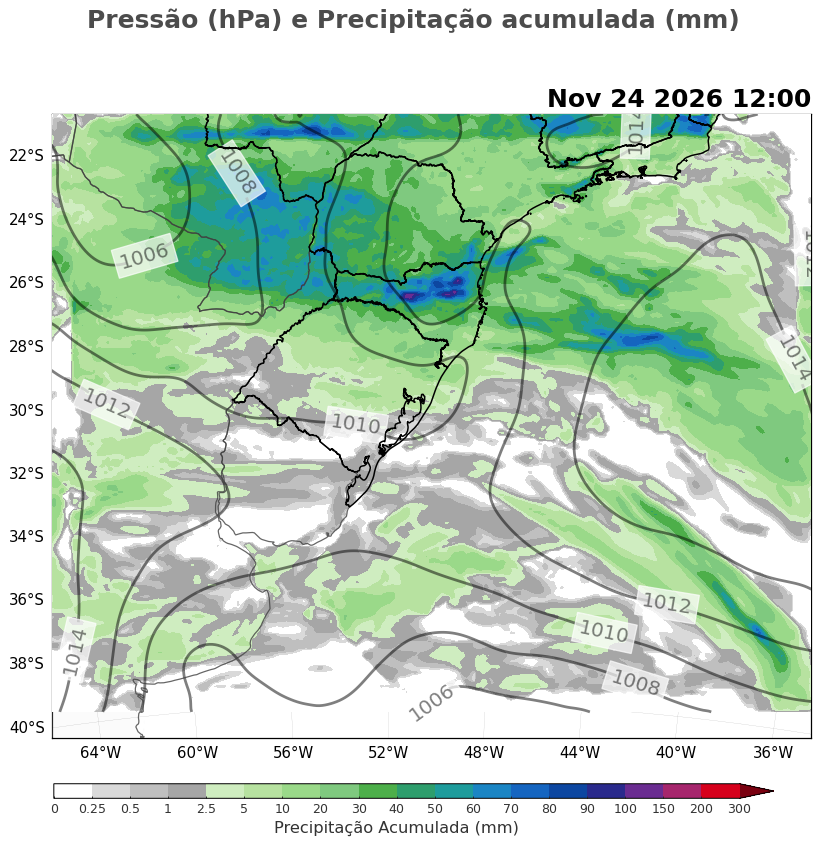 Pressão (hPa) e Precipitação acumulada (mm)
Nov 24 2026 12:00
1014
22°S
1008
24°S
1006
1012
26°S
28°S
1014
1012
30°S
1010
32°S
34°S
36°S
1012
1010
1014
38°S
1008
1006
40°S
64°W 60°W 56°W 52°W 48°W 44°W 40°W 36°W
0 0.25 0.5 1 2.5 5 10 20 30 40 50 60 70 80 90 100 150 200 300
Precipitação Acumulada (mm)